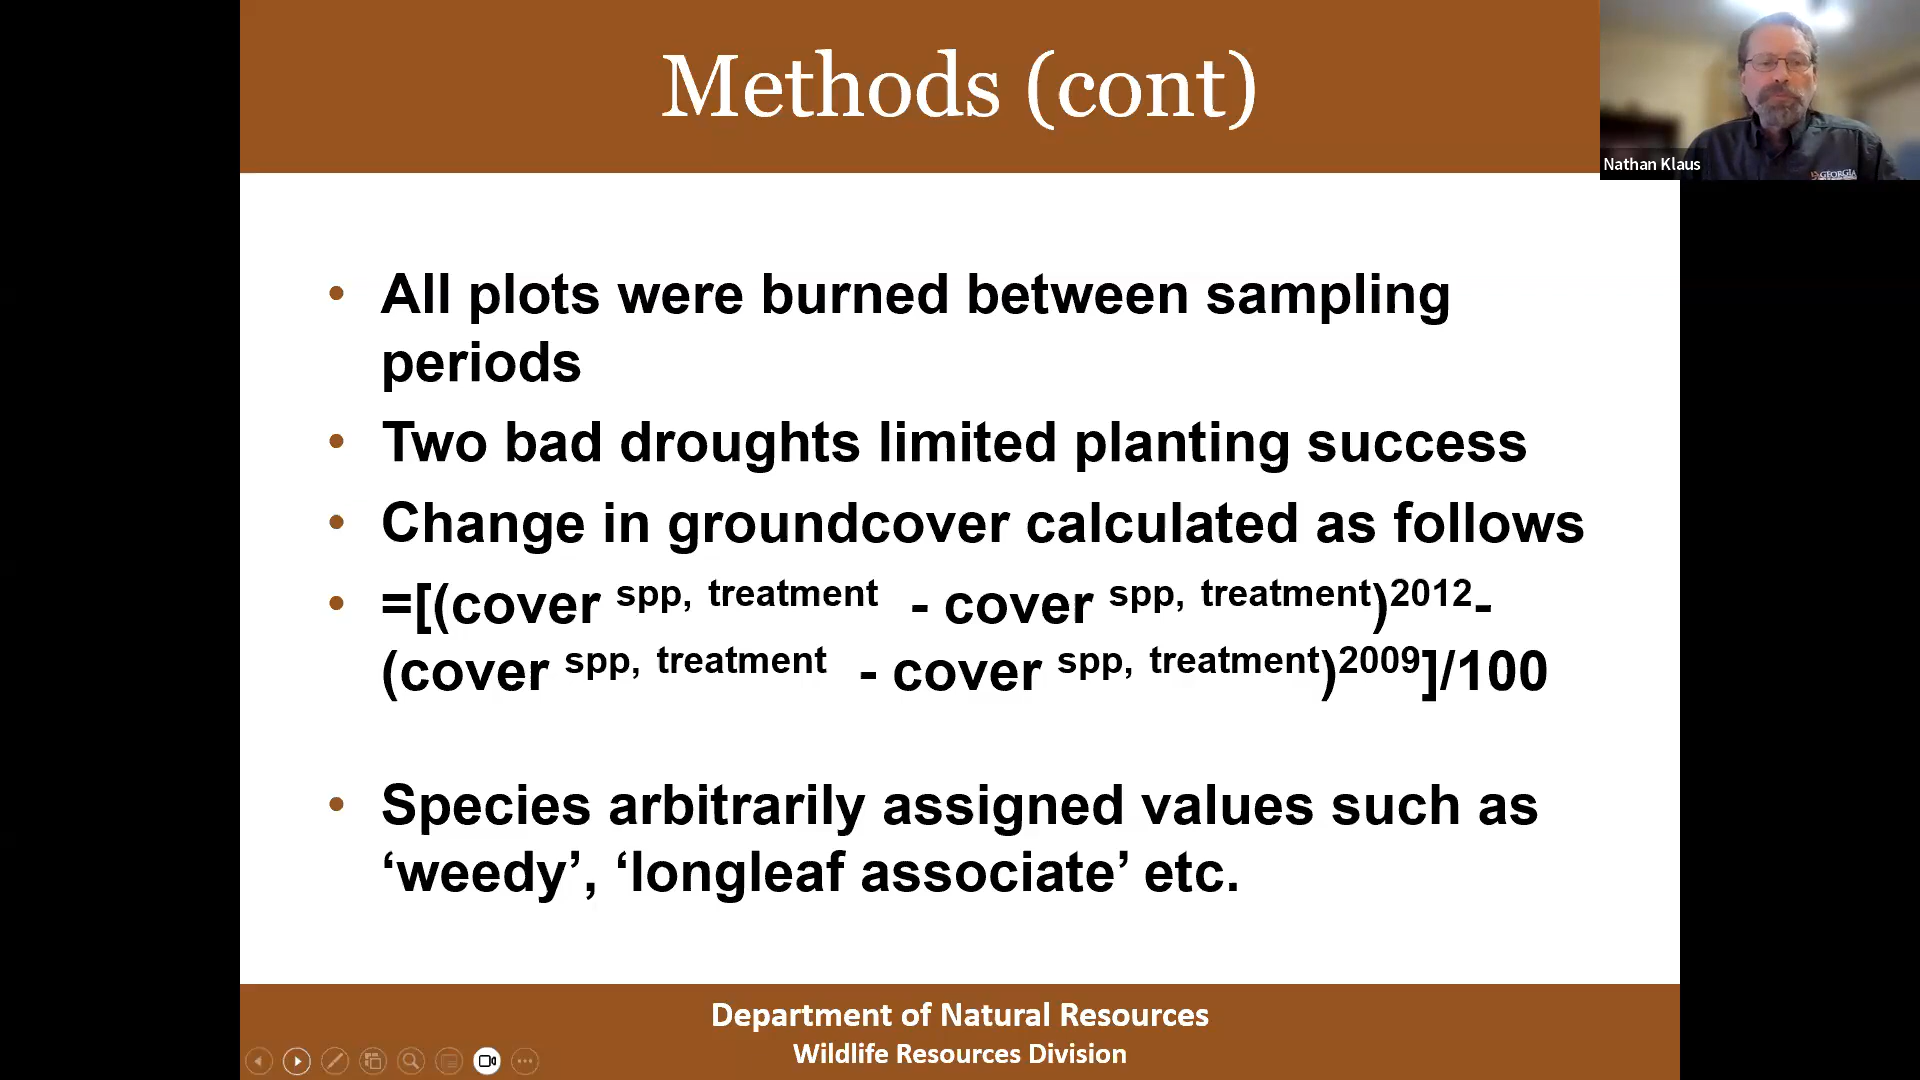 Methods (cont)
Nathan Klaus
GEORGIA
• All plots were burned between sampling
periods
• Two bad droughts limited planting success
• Change in groundcover calculated as follows
• =[(cover spp, treatment - cover spp, treatment)2012-
(cover spp, treatment - cover spp, treatment)2009]/100
• Species arbitrarily assigned values such as
‘weedy’, ‘longleaf associate’ etc.
Department of Natural Resources
Wildlife Resources Division